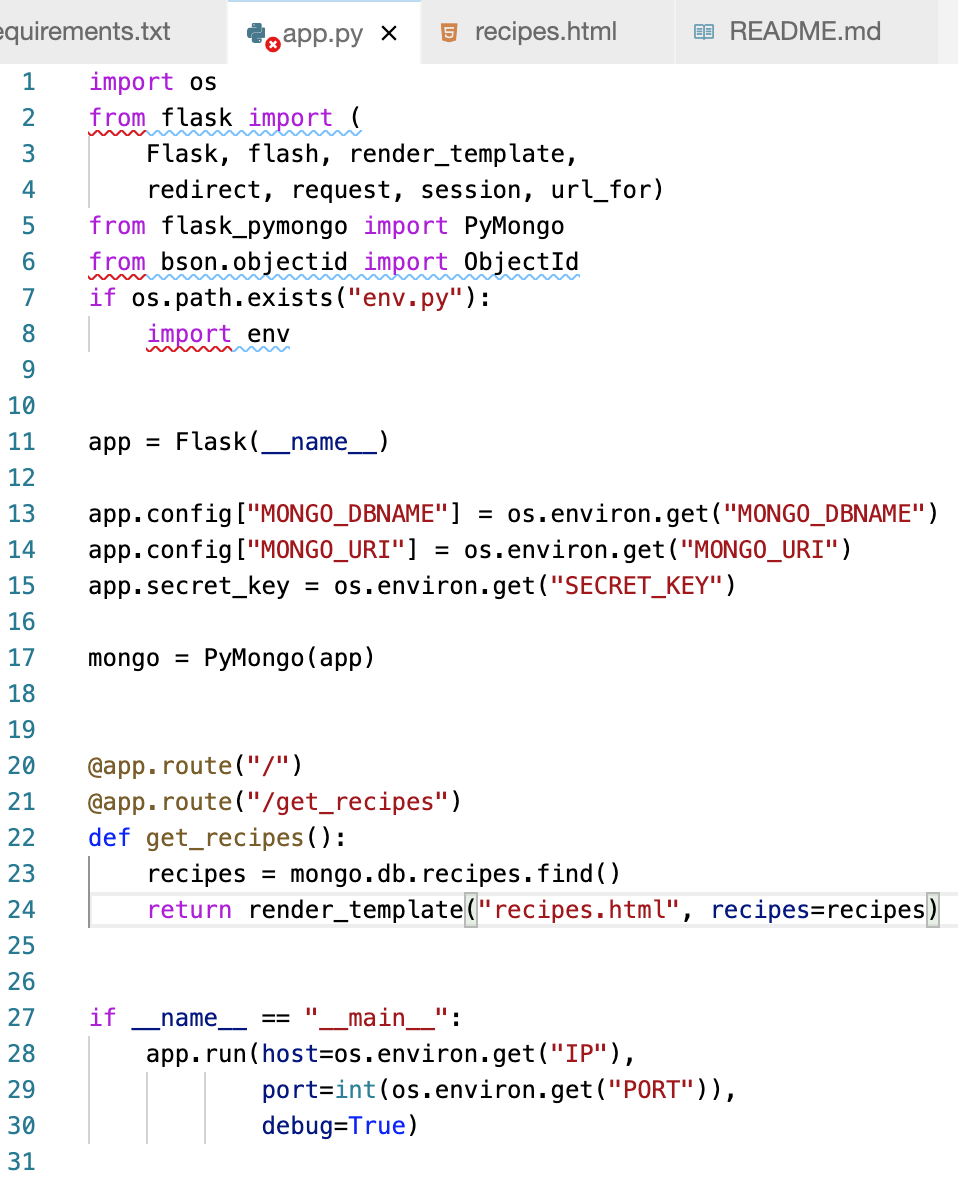 equirements.txt app.py × recipes.html README.md
1 import os
2 from flask import (
3     Flask, flash, render_template,
4     redirect, request, session, url_for)
5 from flask_pymongo import PyMongo
6 from bson.objectid import ObjectId
7 if os.path.exists("env.py"):
8     import env
9
10
11 app = Flask(__name__)
12
13 app.config["MONGO_DBNAME"] = os.environ.get("MONGO_DBNAME")
14 app.config["MONGO_URI"] = os.environ.get("MONGO_URI")
15 app.secret_key = os.environ.get("SECRET_KEY")
16
17 mongo = PyMongo(app)
18
19
20 @app.route("/")
21 @app.route("/get_recipes")
22 def get_recipes():
23     recipes = mongo.db.recipes.find()
24     return render_template("recipes.html", recipes=recipes)
25
26
27 if __name__ == "__main__":
28     app.run(host=os.environ.get("IP"),
29             port=int(os.environ.get("PORT")),
30             debug=True)
31